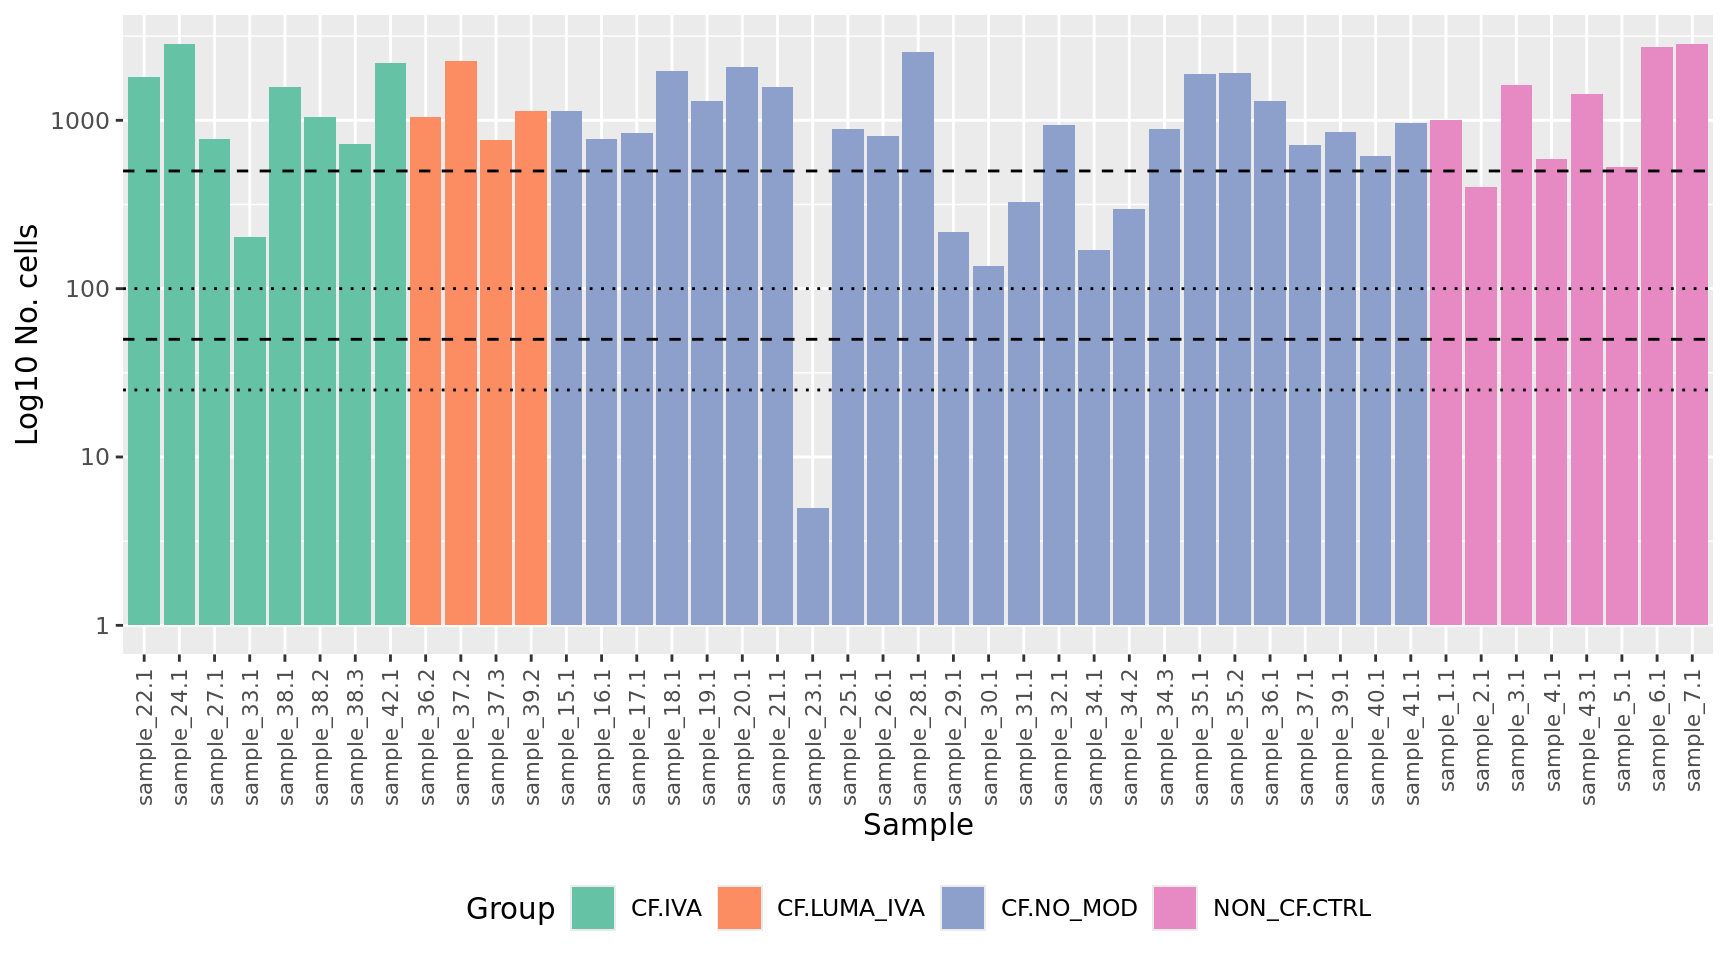 Log10 No. cells
1000
100
10
1
sample_22.1
sample_24.1
sample_27.1
sample_33.1
sample_38.1
sample_38.2
sample_38.3
sample_42.1
sample_36.2
sample_37.2
sample_37.3
sample_39.2
sample_15.1
sample_16.1
sample_17.1
sample_18.1
sample_19.1
sample_20.1
sample_21.1
sample_23.1
sample_25.1
sample_26.1
sample_28.1
sample_29.1
sample_30.1
sample_31.1
sample_32.1
sample_34.1
sample_34.2
sample_34.3
sample_35.1
sample_35.2
sample_36.1
sample_37.1
sample_39.1
sample_40.1
sample_41.1
sample_1.1
sample_2.1
sample_3.1
sample_4.1
sample_43.1
sample_5.1
sample_6.1
sample_7.1
Sample
Group CF.IVA CF.LUMA_IVA CF.NO_MOD NON_CF.CTRL